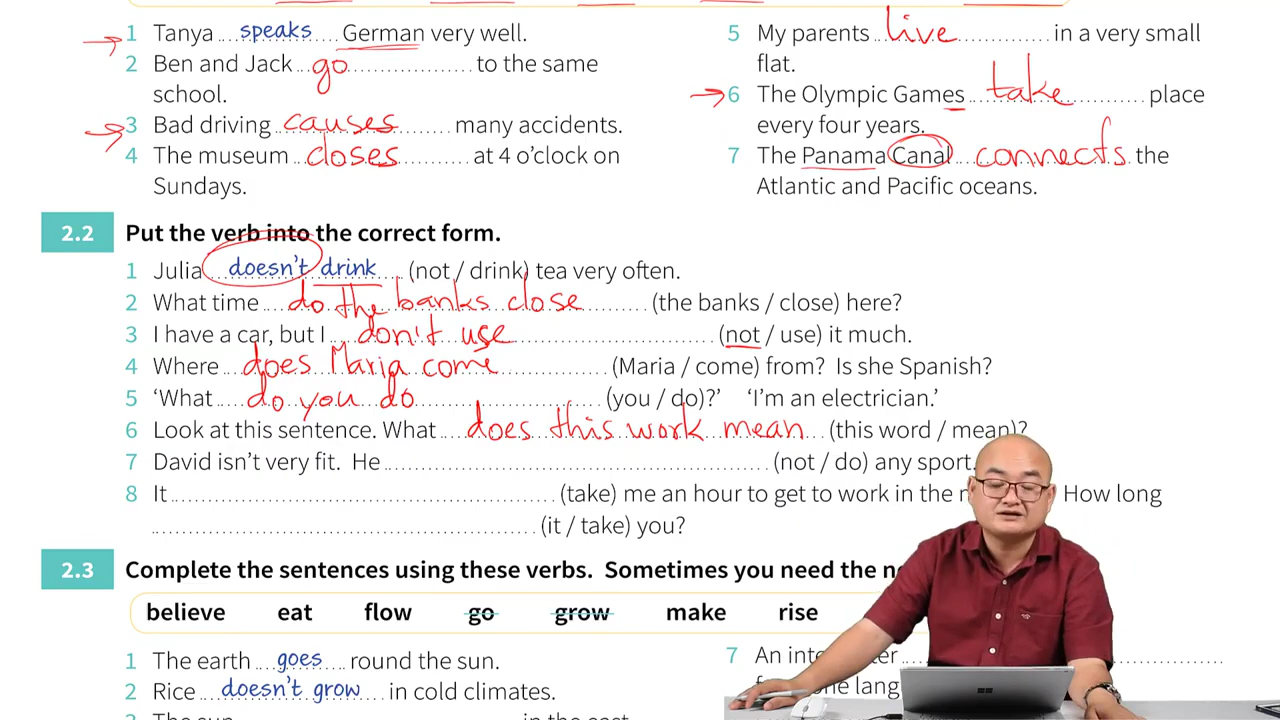 1 Tanya speaks German very well.
2 Ben and Jack go to the same
school.
3 Bad driving causes many accidents.
4 The museum closes at 4 o'clock on
Sundays.
5 My parents live in a very small
flat.
6 The Olympic Games take place
every four years.
7 The Panama Canal connects the
Atlantic and Pacific oceans.
2.2 Put the verb into the correct form.
1 Julia doesn't drink (not / drink) tea very often.
2 What time do the banks close (the banks / close) here?
3 I have a car, but I don't use (not / use) it much.
4 Where does Maria come (Maria / come) from? Is she Spanish?
5 ‘What do you do (you / do)?’ ‘I'm an electrician.’
6 Look at this sentence. What does this work mean (this word / mean)?
7 David isn't very fit. He (not / do) any sport.
8 It (take) me an hour to get to work in the How long
(it / take) you?
2.3 Complete the sentences using these verbs. Sometimes you need the
believe eat flow go grow make rise
1 The earth goes round the sun.
2 Rice doesn't grow in cold climates.
7 An
lang